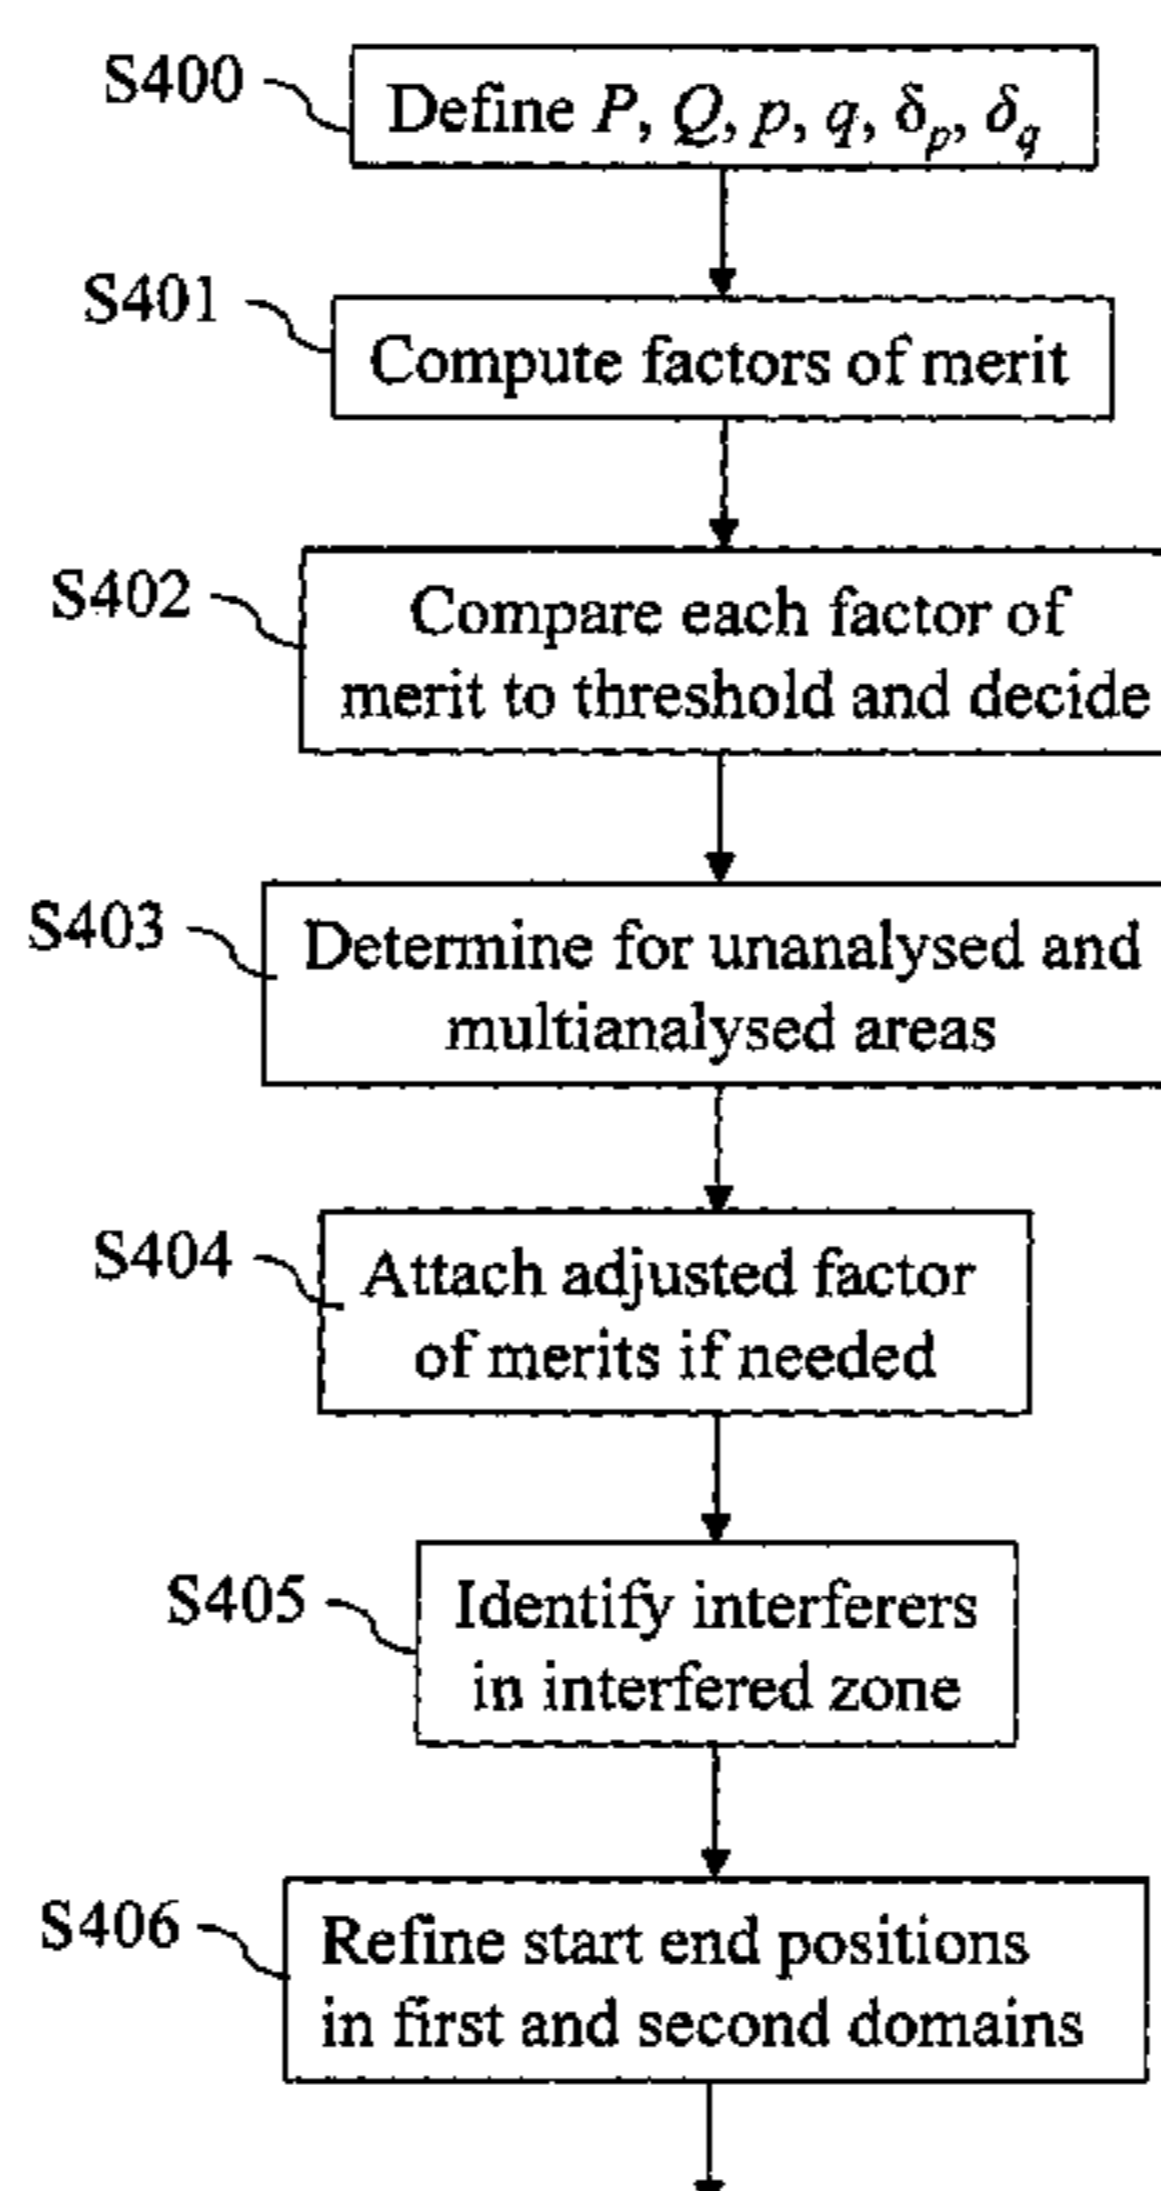 S400
Define P, Q, p, q, δp, δq
S401
Compute factors of merit
S402
Compare each factor of
merit to threshold and decide
S403
Determine for unanalysed and
multianalysed areas
S404
Attach adjusted factor
of merits if needed
S405
Identify interferers
in interfered zone
S406
Refine start end positions
in first and second domains